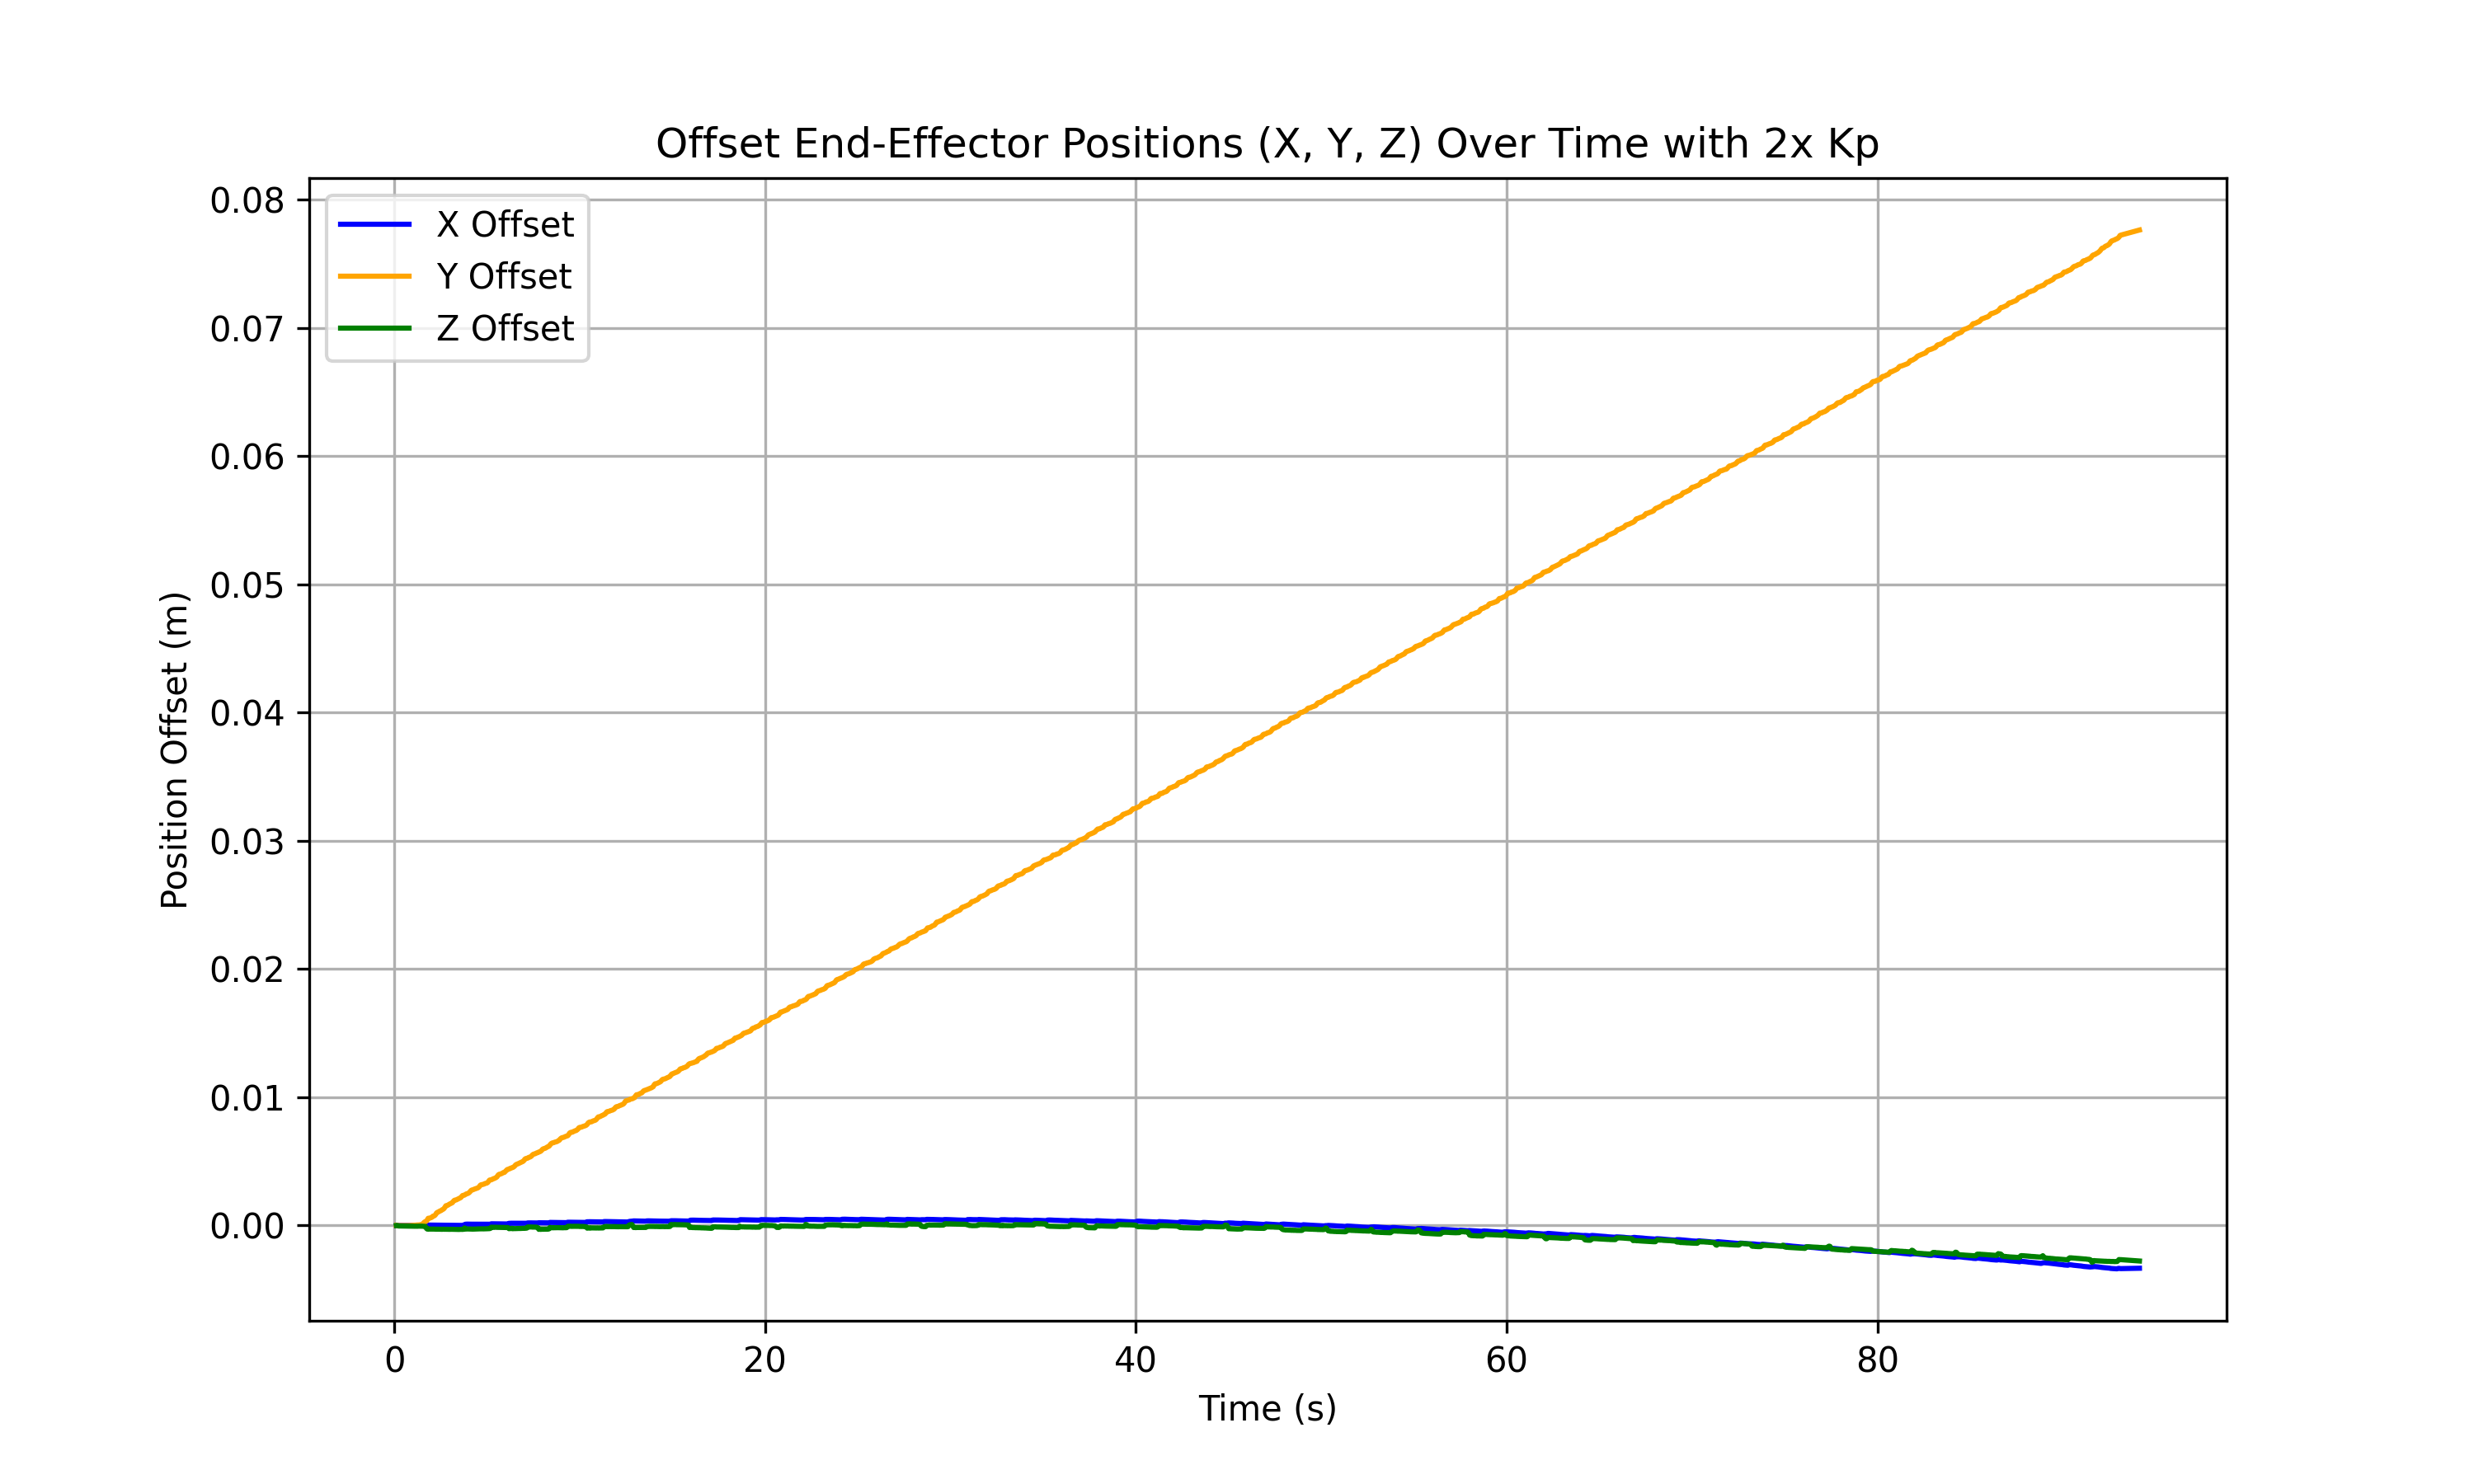 Offset End-Effector Positions (X, Y, Z) Over Time with 2x Kp
X Offset
Y Offset
Z Offset
Position Offset (m)
0.08
0.07
0.06
0.05
0.04
0.03
0.02
0.01
0.00
0 20 40 60 80
Time (s)